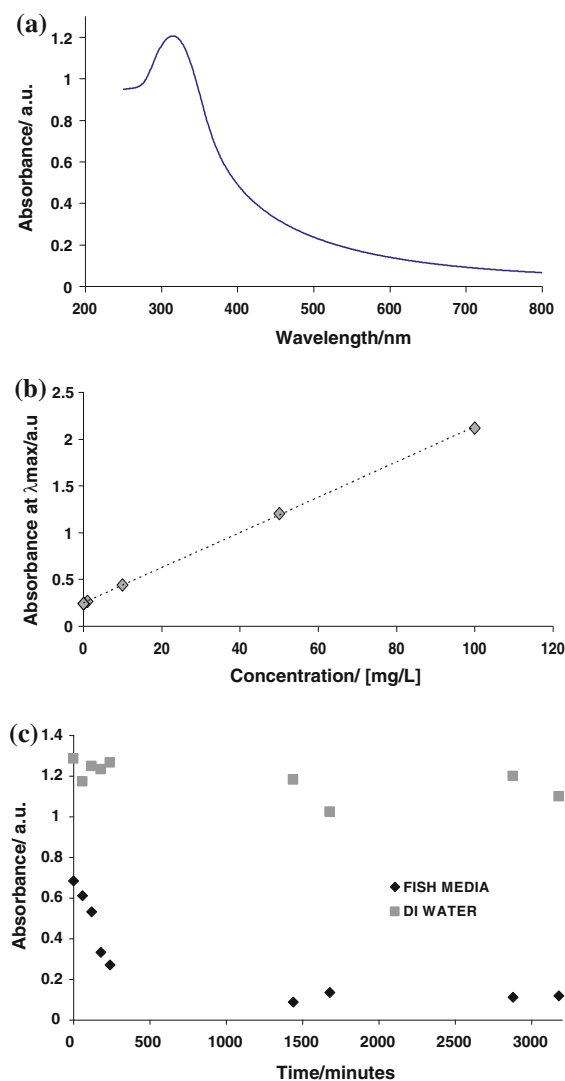 (a)
1.2
1
0.8
0.6
0.4
0.2
0
Absorbance/ a.u.
200 300 400 500 600 700 800
Wavelength/nm
(b)
2.5
2
1.5
1
0.5
0
Absorbance at λmax/a.u
0 20 40 60 80 100 120
Concentration/ [mg/L]
(c)
1.4
1.2
1
0.8
0.6
0.4
0.2
0
Absorbance/ a.u.
FISH MEDIA
DI WATER
0 500 1000 1500 2000 2500 3000
Time/minutes